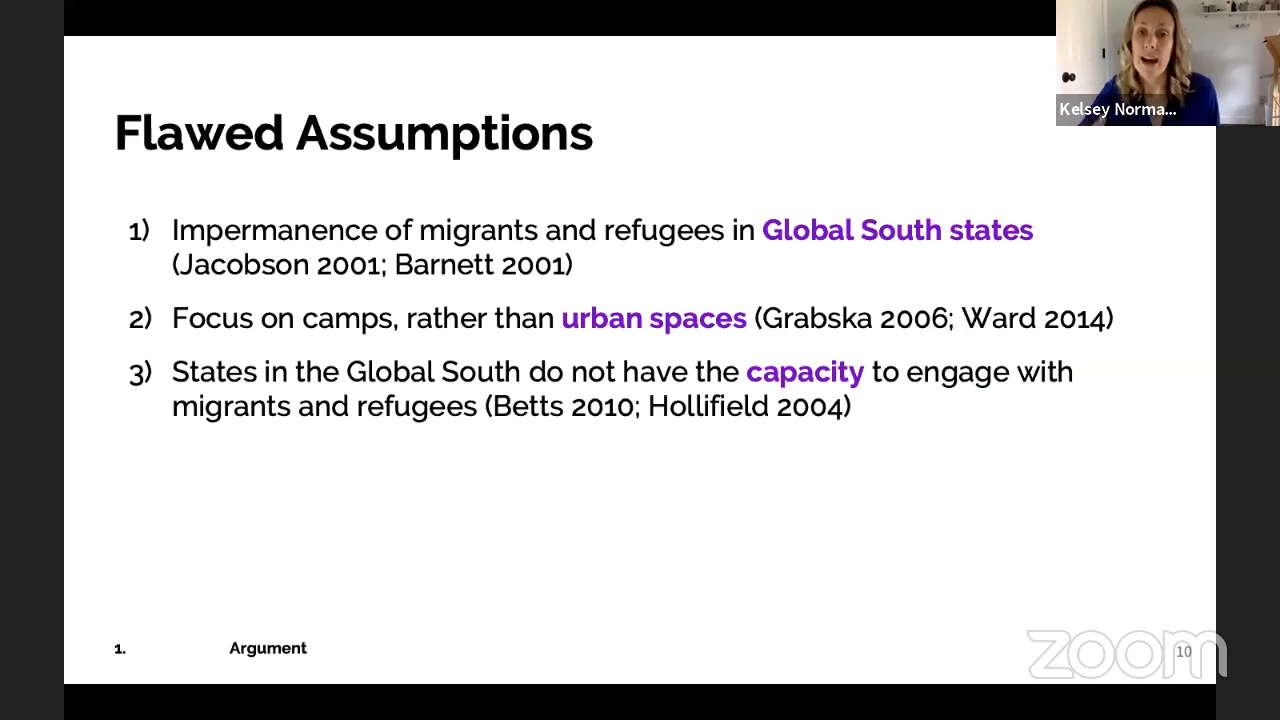 Kelsey Norma...
Flawed Assumptions
1) Impermanence of migrants and refugees in Global South states
(Jacobson 2001; Barnett 2001)
2) Focus on camps, rather than urban spaces (Grabska 2006; Ward 2014)
3) States in the Global South do not have the capacity to engage with
migrants and refugees (Betts 2010; Hollifield 2004)
1. Argument
zoom
10